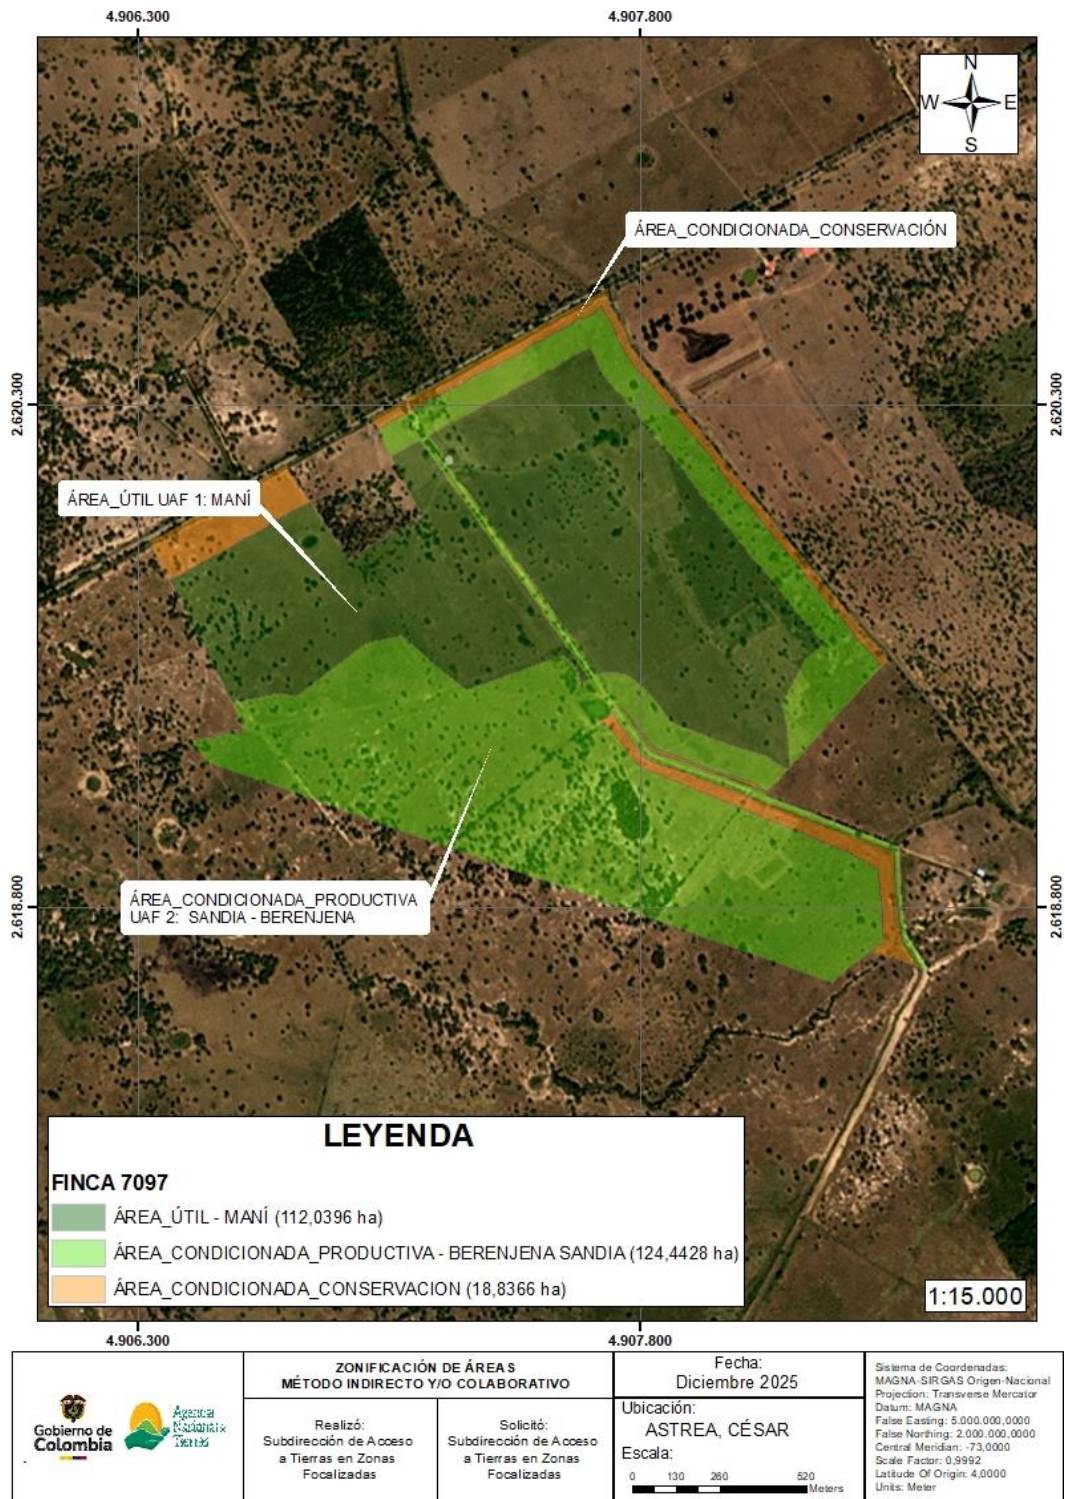 4.906.300
4.907.800
N
W
E
S
ÁREA_CONDICIONADA_CONSERVACIÓN
2.620.300
2.620.300
ÁREA_ÚTIL UAF 1: MANÍ
ÁREA_CONDICIONADA_PRODUCTIVA
UAF 2: SANDIA - BERENJENA
2.618.800
2.618.800
LEYENDA
FINCA 7097
ÁREA_ÚTIL - MANÍ (112,0396 ha)
ÁREA_CONDICIONADA_PRODUCTIVA - BERENJENA SANDIA (124,4428 ha)
ÁREA_CONDICIONADA_CONSERVACION (18,8366 ha)
1:15.000
4.906.300
4.907.800
Gobierno de
Colombia
Agencia
Nacional de
Tierras
ZONIFICACIÓN DE ÁREAS
MÉTODO INDIRECTO Y/O COLABORATIVO
Realizó:
Subdirección de Acceso
a Tierras en Zonas
Focalizadas
Solicitó:
Subdirección de Acceso
a Tierras en Zonas
Focalizadas
Fecha:
Diciembre 2025
Ubicación:
ASTREA, CÉSAR
Escala:
0 130 260 520
Meters
Sistema de Coordenadas:
MAGNA-SIRGAS Origen-Nacional
Projection: Transverse Mercator
Datum: MAGNA
False Easting: 5.000.000,0000
False Northing: 2.000.000,0000
Central Meridian: -73,0000
Scale Factor: 0,9992
Latitude Of Origin: 4,0000
Units: Meter